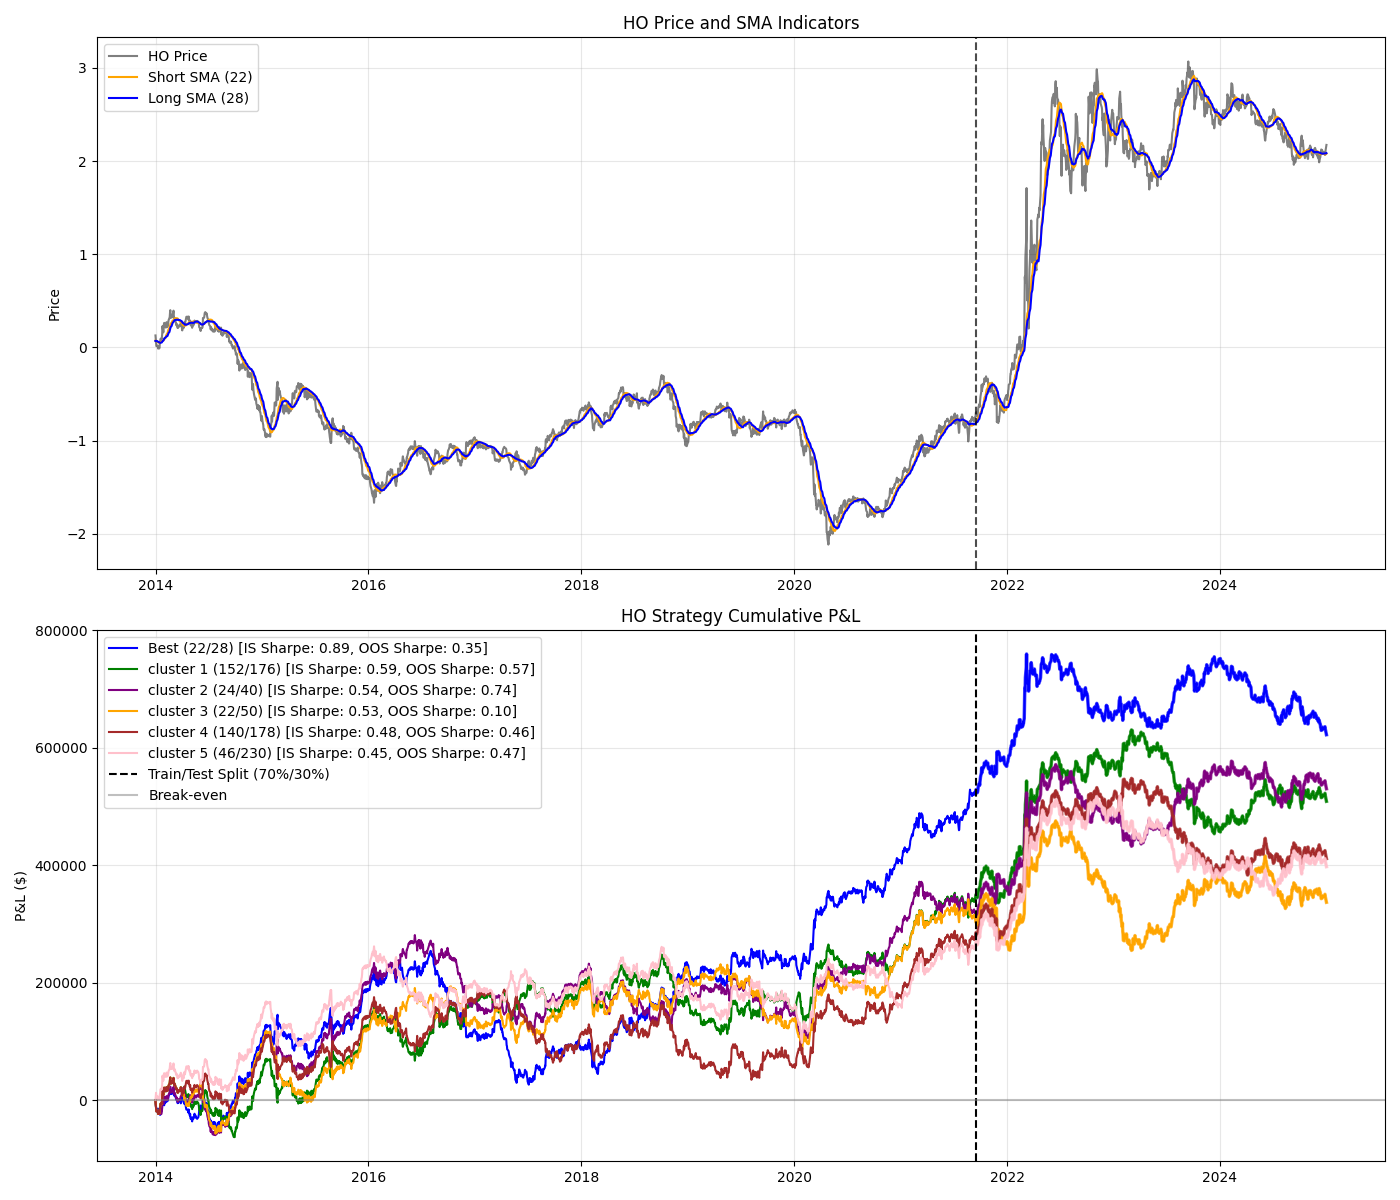 HO Price and SMA Indicators
HO Price
Short SMA (22)
Long SMA (28)
Price
3
2
1
0
−1
−2
2014
2016
2018
2020
2022
2024
HO Strategy Cumulative P&L
Best (22/28) [IS Sharpe: 0.89, OOS Sharpe: 0.35]
cluster 1 (152/176) [IS Sharpe: 0.59, OOS Sharpe: 0.57]
cluster 2 (24/40) [IS Sharpe: 0.54, OOS Sharpe: 0.74]
cluster 3 (22/50) [IS Sharpe: 0.53, OOS Sharpe: 0.10]
cluster 4 (140/178) [IS Sharpe: 0.48, OOS Sharpe: 0.46]
cluster 5 (46/230) [IS Sharpe: 0.45, OOS Sharpe: 0.47]
Train/Test Split (70%/30%)
Break-even
P&L ($)
800000
600000
400000
200000
0
2014
2016
2018
2020
2022
2024